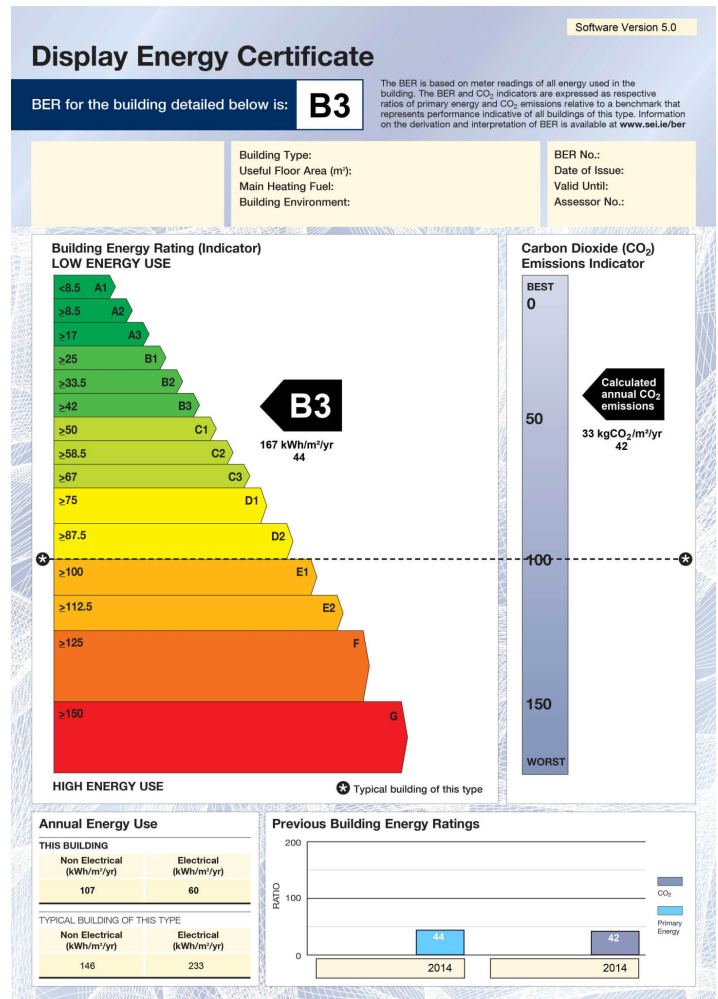 Software Version 5.0
Display Energy Certificate
BER for the building detailed below is:
B3
The BER is based on meter readings of all energy used in the
building. The BER and CO₂ indicators are expressed as respective
ratios of primary energy and CO₂ emissions relative to a benchmark that
represents performance indicative of all buildings of this type. Information
on the derivation and interpretation of BER is available at www.sei.ie/ber
Building Type:
Useful Floor Area (m²):
Main Heating Fuel:
Building Environment:
BER No.:
Date of Issue:
Valid Until:
Assessor No.:
Building Energy Rating (Indicator)
LOW ENERGY USE
<8.5 A1
≥8.5 A2
≥17 A3
≥25 B1
≥33.5 B2
≥42 B3
≥50 C1
≥58.5 C2
≥67 C3
≥75 D1
≥87.5 D2
≥100 E1
≥112.5 E2
≥125 F
≥150 G
B3
167 kWh/m²/yr
44
HIGH ENERGY USE
* Typical building of this type
Carbon Dioxide (CO₂)
Emissions Indicator
BEST
0
50
100
150
WORST
Calculated
annual CO₂
emissions
33 kgCO₂/m²/yr
42
Annual Energy Use
THIS BUILDING
Non Electrical Electrical
(kWh/m²/yr) (kWh/m²/yr)
107 60
TYPICAL BUILDING OF THIS TYPE
Non Electrical Electrical
(kWh/m²/yr) (kWh/m²/yr)
146 233
Previous Building Energy Ratings
RATIO
200
100
0
44
42
2014 2014
CO₂
Primary
Energy